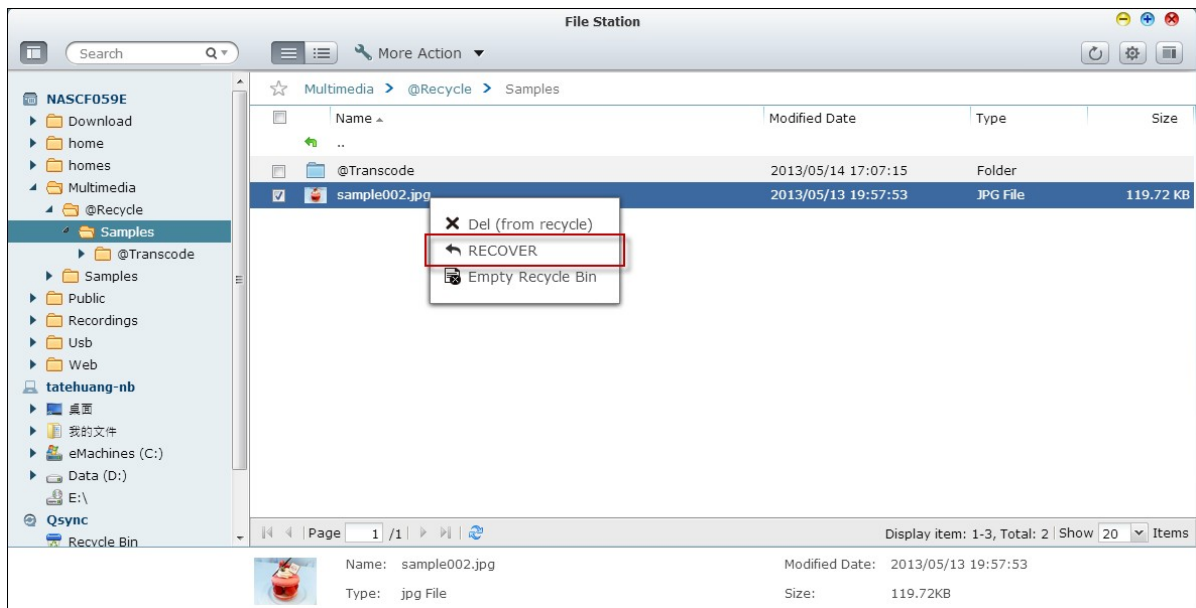 File Station
Search
More Action
NASCF059E
Download
home
homes
Multimedia
@Recycle
Samples
@Transcode
Samples
Public
Recordings
Usb
Web
tatehuang-nb
桌面
我的文件
eMachines (C:)
Data (D:)
E:\
Qsync
Recycle Bin
Multimedia > @Recycle > Samples
Name Modified Date Type Size
..
@Transcode 2013/05/14 17:07:15 Folder
sample002.jpg 2013/05/13 19:57:53 JPG File 119.72 KB
Del (from recycle)
RECOVER
Empty Recycle Bin
Page 1 /1 Display item: 1-3, Total: 2 Show 20 Items
Name: sample002.jpg Modified Date: 2013/05/13 19:57:53
Type: jpg File Size: 119.72KB